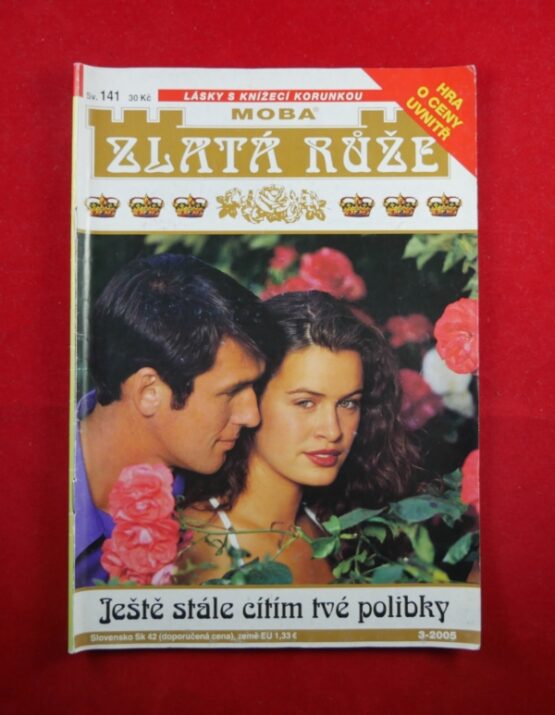 Sv. 141 30 Kč
LÁSKY S KNÍŽECÍ KORUNKOU
HRA
O CENY
UVNITŘ
MOBA®
ZLATÁ RŮŽE
Ještě stále cítím tvé polibky
Slovensko Sk 42 (doporučená cena), země EU 1,33 € 3-2005